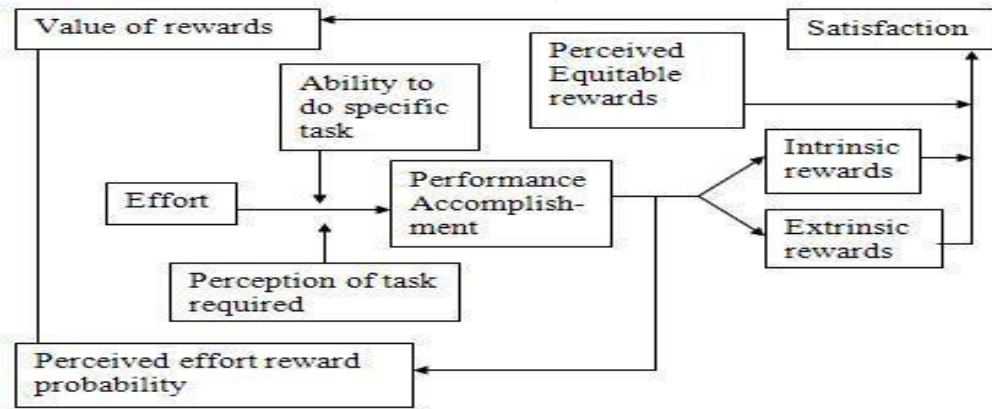 Value of rewards
Satisfaction
Perceived
Equitable
rewards
Ability to
do specific
task
Intrinsic
rewards
Performance
Accomplish-
ment
Effort
Extrinsic
rewards
Perception of task
required
Perceived effort reward
probability